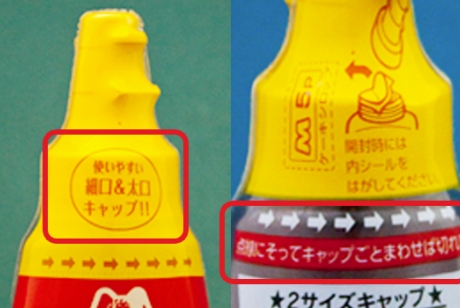 使いやすい
細口&太口
キャップ!!
M 5P
開封時には
内シールを
はがしてください。
点線にそってキャップごとまわせば切れ
★2サイズキャップ★